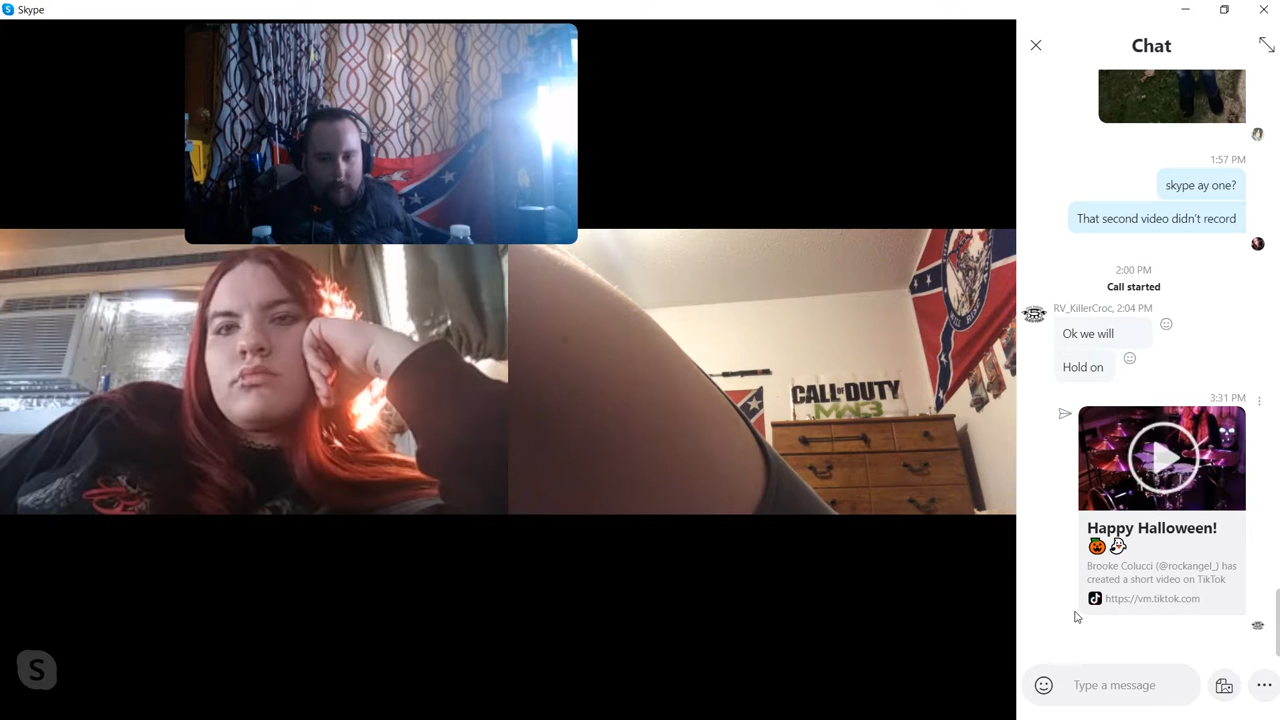 Skype
Chat
1:57 PM
skype ay one?
That second video didn't record
2:00 PM
Call started
RV_KillerCroc, 2:04 PM
Ok we will
Hold on
3:31 PM
Happy Halloween!
🎃👻
Brooke Colucci (@rockangel_) has
created a short video on TikTok
https://vm.tiktok.com
Type a message
CALL OF DUTY
MW3
S